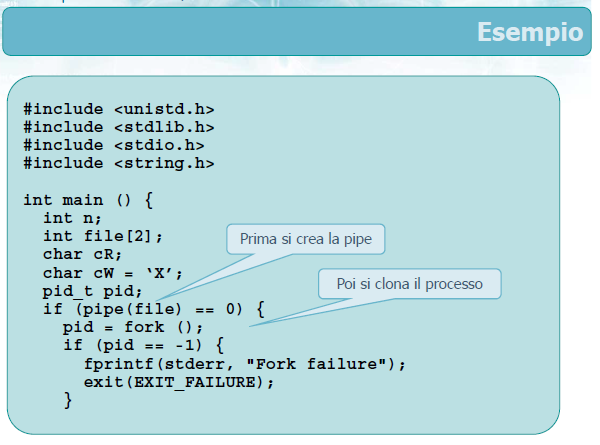 Esempio
#include <unistd.h>
#include <stdlib.h>
#include <stdio.h>
#include <string.h>
int main () {
int n;
int file[2];
Prima si crea la pipe
char cR;
char cW = ‘X’;
Poi si clona il processo
pid_t pid;
if (pipe(file) == 0) {
pid = fork ();
if (pid == -1) {
fprintf(stderr, "Fork failure");
exit(EXIT_FAILURE);
}